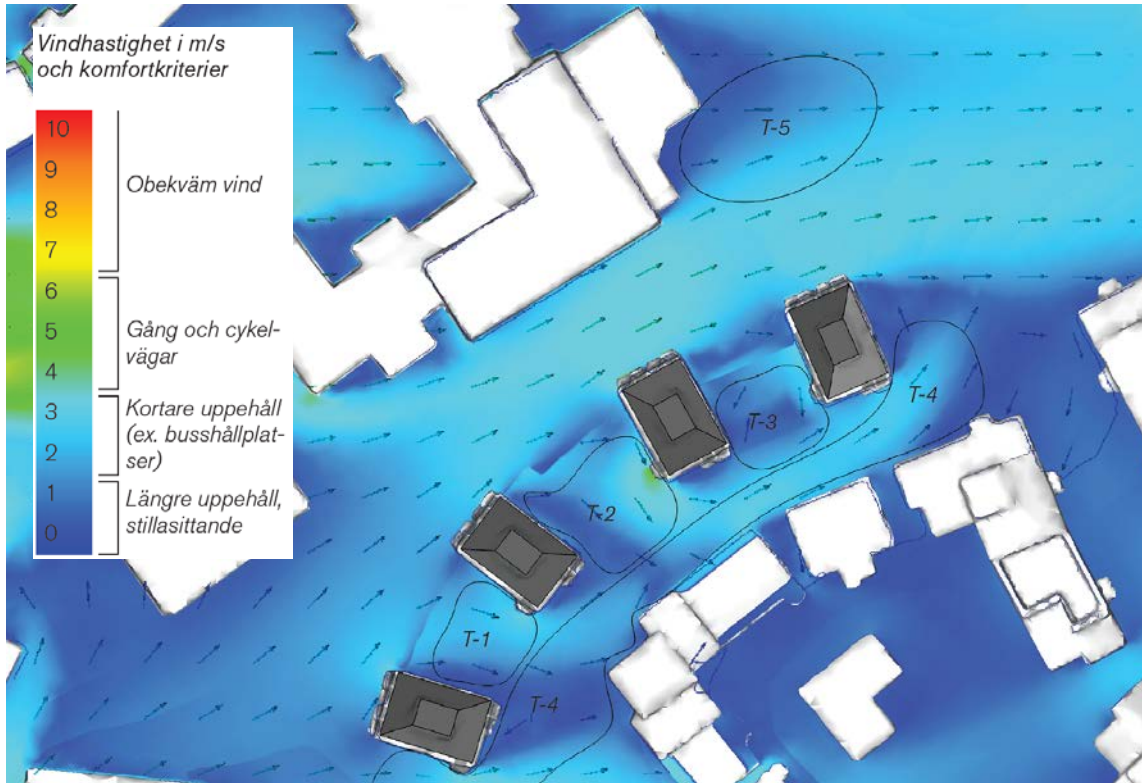 Vindhastighet i m/s
och komfortkriterier
10
9
8
7
6
5
4
3
2
1
0
Obekväm vind
Gång och cykel-
vägar
Kortare uppehåll
(ex. busshållplat-
ser)
Längre uppehåll,
stillasittande
T-5
T-4
T-3
T-2
T-1
T-4